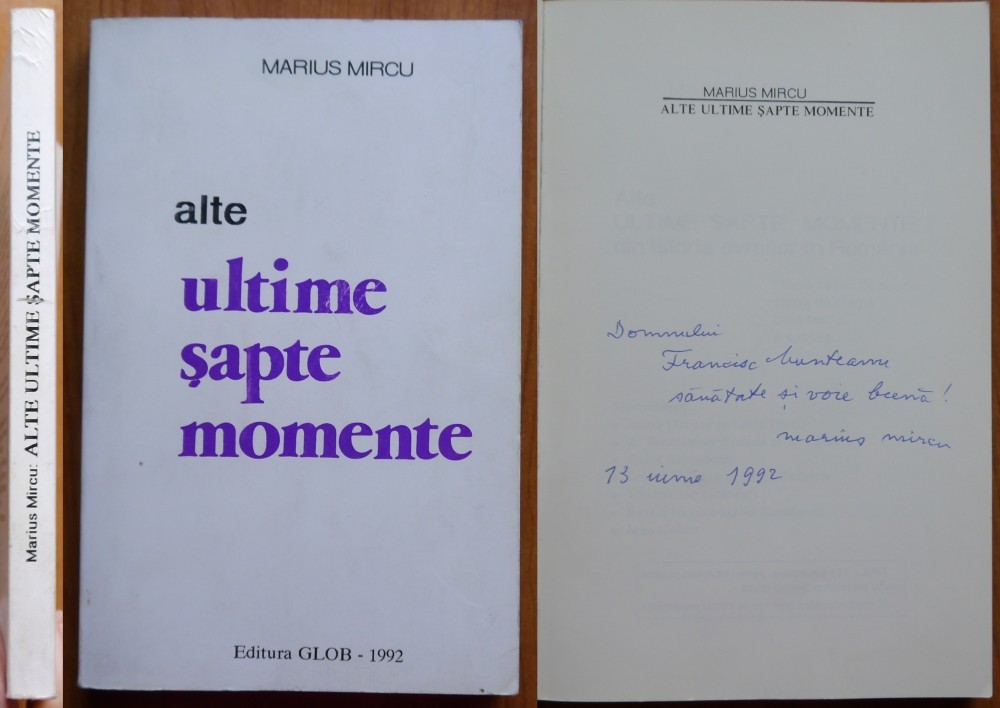 Marius Mircu: ALTE ULTIME ŞAPTE MOMENTE
MARIUS MIRCU
alte
ultime
şapte
momente
Editura GLOB - 1992
MARIUS MIRCU
ALTE ULTIME ŞAPTE MOMENTE
Domnului
Francisc Munteanu
sănătate și voie bună!
marius mircu
13 iunie 1992